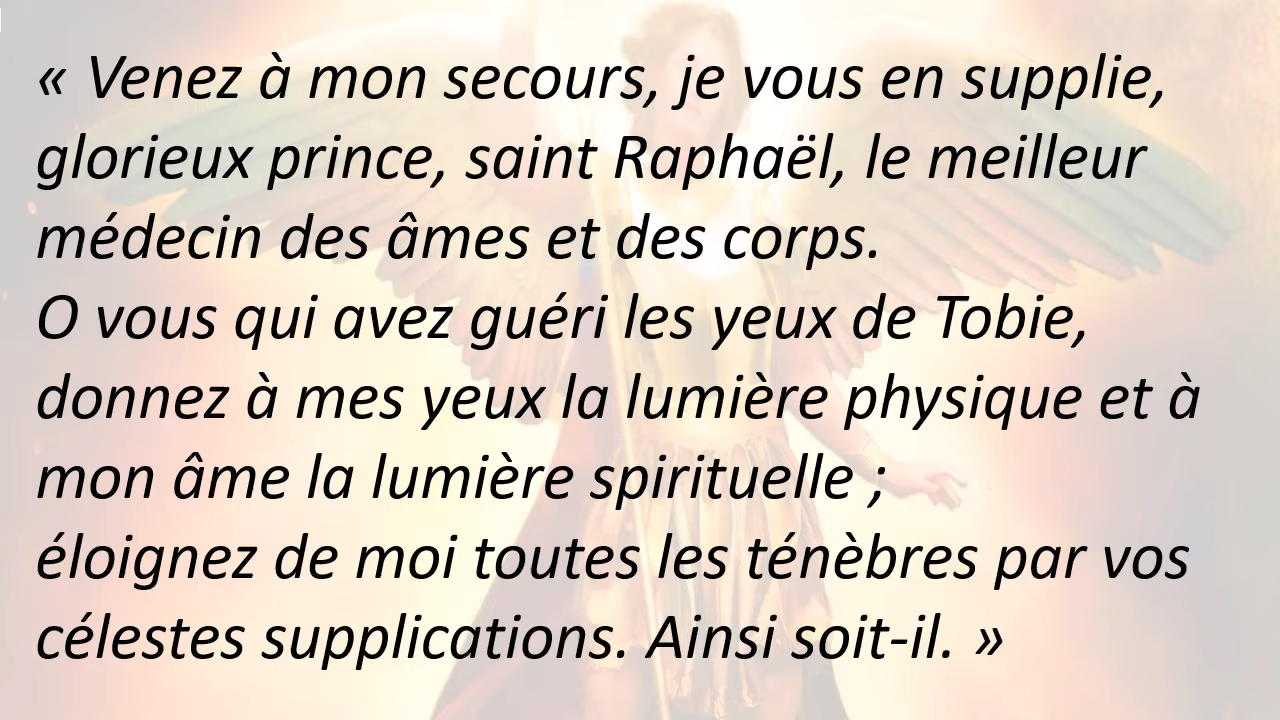 « Venez à mon secours, je vous en supplie,
glorieux prince, saint Raphaël, le meilleur
médecin des âmes et des corps.
O vous qui avez guéri les yeux de Tobie,
donnez à mes yeux la lumière physique et à
mon âme la lumière spirituelle ;
éloignez de moi toutes les ténèbres par vos
célestes supplications. Ainsi soit-il. »